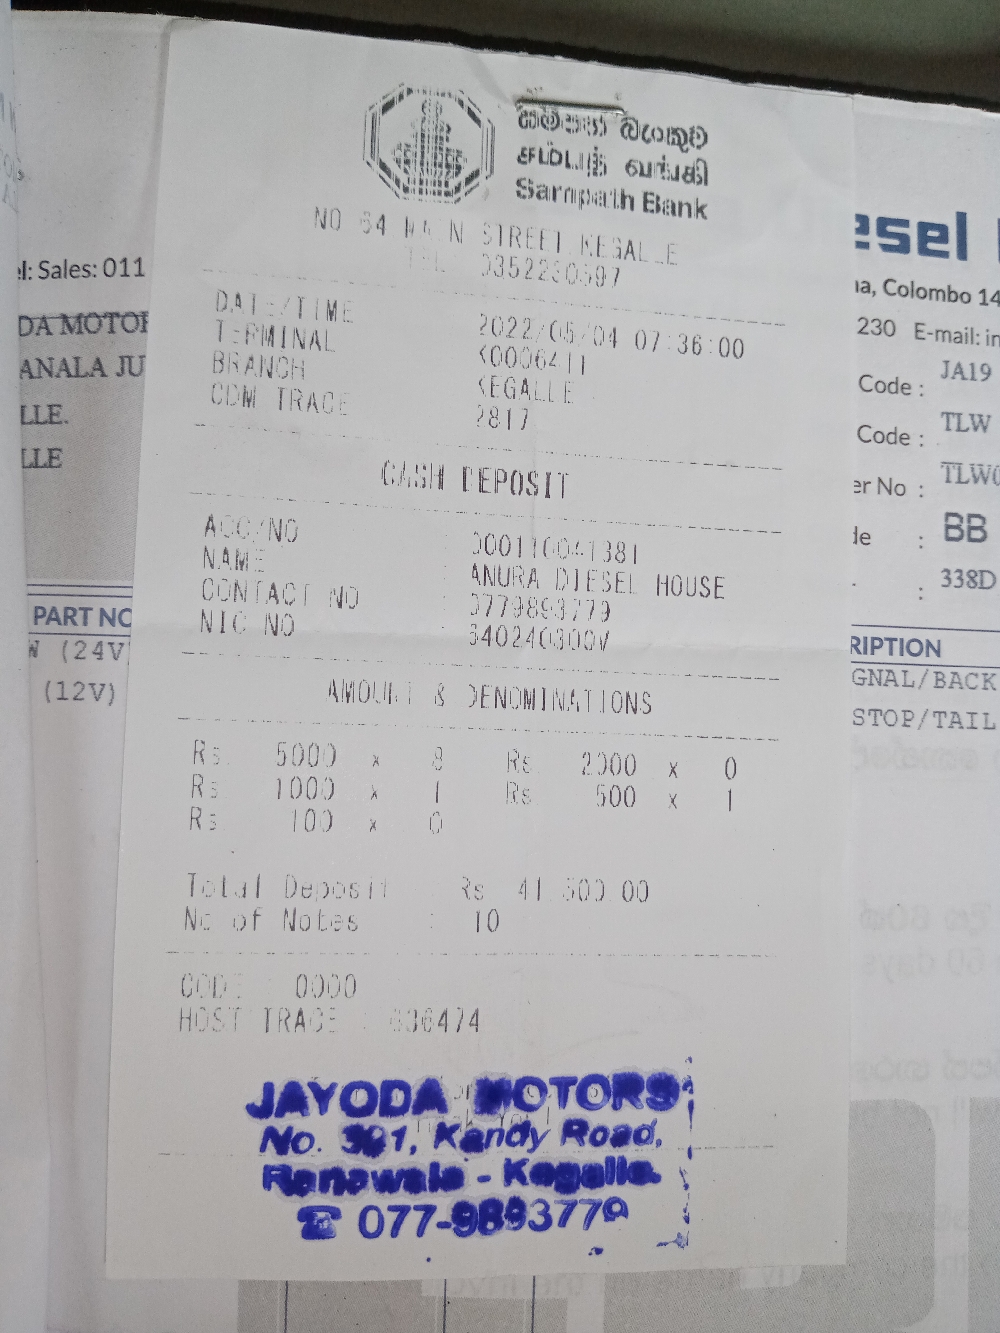 සම්පත් බැංකුව
சம்பத் வங்கி
Sampath Bank
NO 64 MAIN STREET KEGALLE
TEL 0352230597
DATE/TIME 2022/05/04 07:36:00
TERMINAL K0006411
BRANCH KEGALLE
CDM TRACE 2817
CASH DEPOSIT
ACC/NO : 000110041381
NAME : ANURA DIESEL HOUSE
CONTACT NO : 0779893779
NIC NO :
AMOUNT & DENOMINATIONS
Rs 5000 x 8 Rs 2000 x 0
Rs 1000 x 1 Rs 500 x 1
Rs 100 x 0
Total Deposit : Rs 41 500.00
No of Notes : 10
CODE : 0000
HOST TRACE : 636474
JAYODA MOTORS
No. 391, Kandy Road,
Ranawala - Kegalle.
☎ 077-9893779
el: Sales: 011
DA MOTOR
ANALA JU
LLE.
LLE
PART NO
W (24V)
(12V)
esel
na, Colombo 14
230 E-mail: in
Code : JA19
Code : TLW
er No : TLW0
de : BB
: 338D
RIPTION
GNAL/BACK
STOP/TAIL